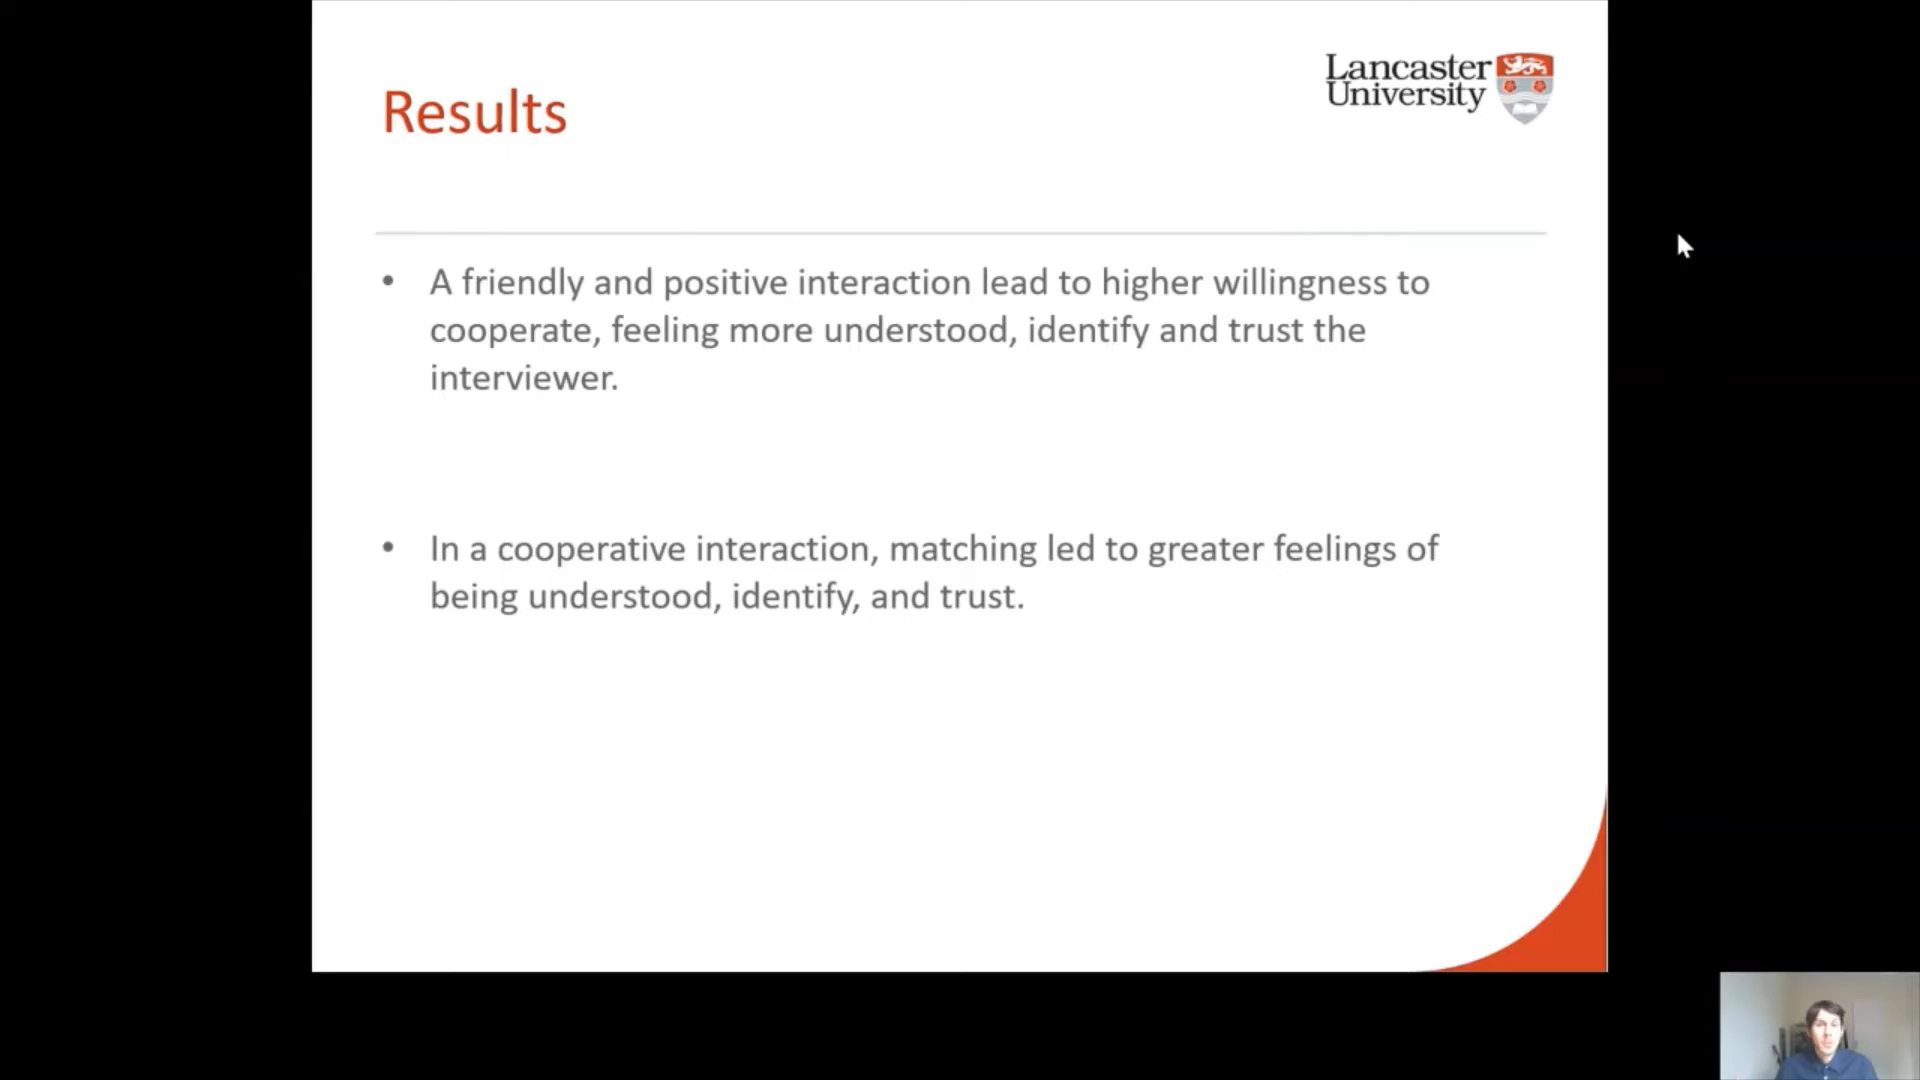 Lancaster
University
Results
• A friendly and positive interaction lead to higher willingness to
cooperate, feeling more understood, identify and trust the
interviewer.
• In a cooperative interaction, matching led to greater feelings of
being understood, identify, and trust.